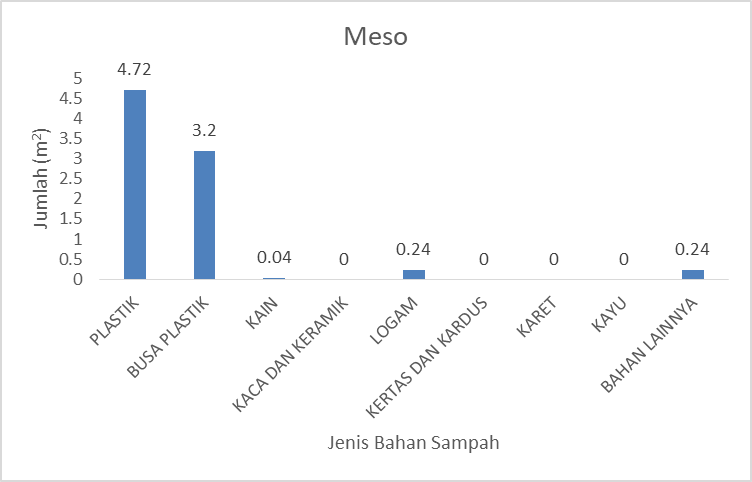 Meso
Jumlah (m²)
5
4.5
4
3.5
3
2.5
2
1.5
1
0.5
0
4.72
3.2
0.04
0
0.24
0
0
0
0.24
PLASTIK
BUSA PLASTIK
KAIN
KACA DAN KERAMIK
LOGAM
KERTAS DAN KARDUS
KARET
KAYU
BAHAN LAINNYA
Jenis Bahan Sampah